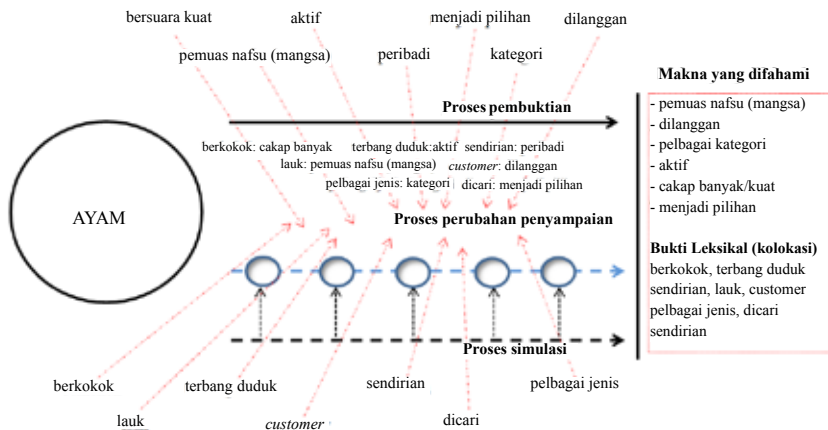 bersuara kuat
aktif
menjadi pilihan
dilanggan
pemuas nafsu (mangsa)
peribadi
kategori
Makna yang difahami
Proses pembuktian
- pemuas nafsu (mangsa)
- dilanggan
- pelbagai kategori
- aktif
- cakap banyak/kuat
- menjadi pilihan
berkokok: cakap banyak
terbang duduk:aktif
sendirian: peribadi
lauk: pemuas nafsu (mangsa)
customer: dilanggan
pelbagai jenis: kategori
dicari: menjadi pilihan
AYAM
Proses perubahan penyampaian
Bukti Leksikal (kolokasi)
berkokok, terbang duduk
sendirian, lauk, customer
pelbagai jenis, dicari
sendirian
Proses simulasi
berkokok
terbang duduk
sendirian
pelbagai jenis
lauk
customer
dicari